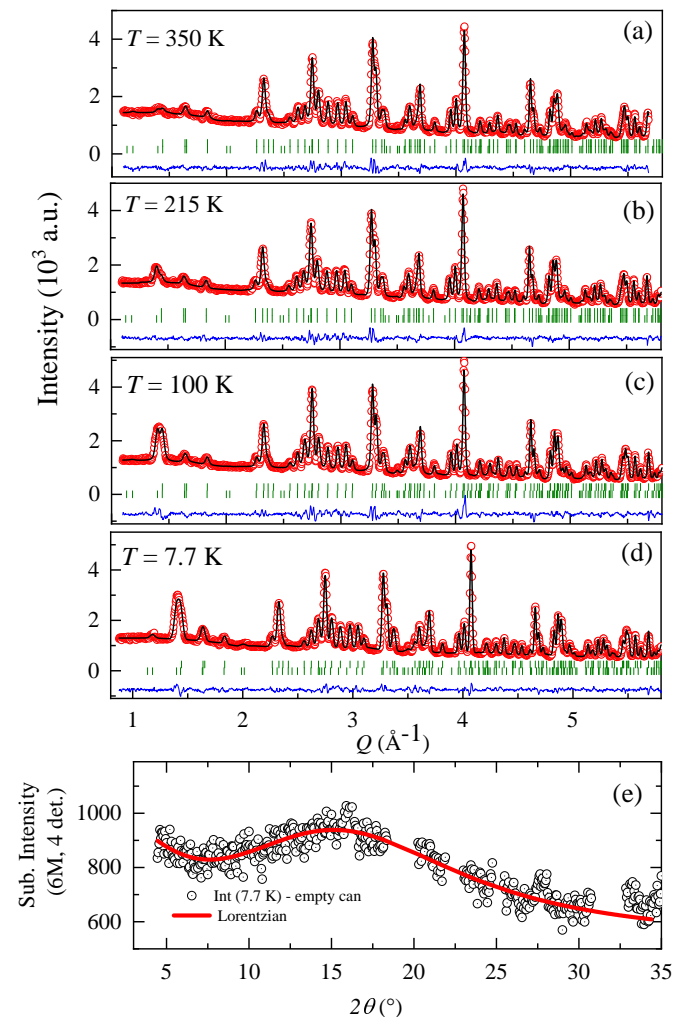 (a)
T = 350 K
4
2
0
(b)
T = 215 K
4
2
0
Intensity (10³ a.u.)
(c)
T = 100 K
4
2
0
(d)
T = 7.7 K
4
2
0
1 2 3 4 5
Q (Å⁻¹)
(e)
1000
800
600
Sub. Intensity
(6M, 4 det.)
Int (7.7 K) - empty can
Lorentzian
5 10 15 20 25 30 35
2θ (°)